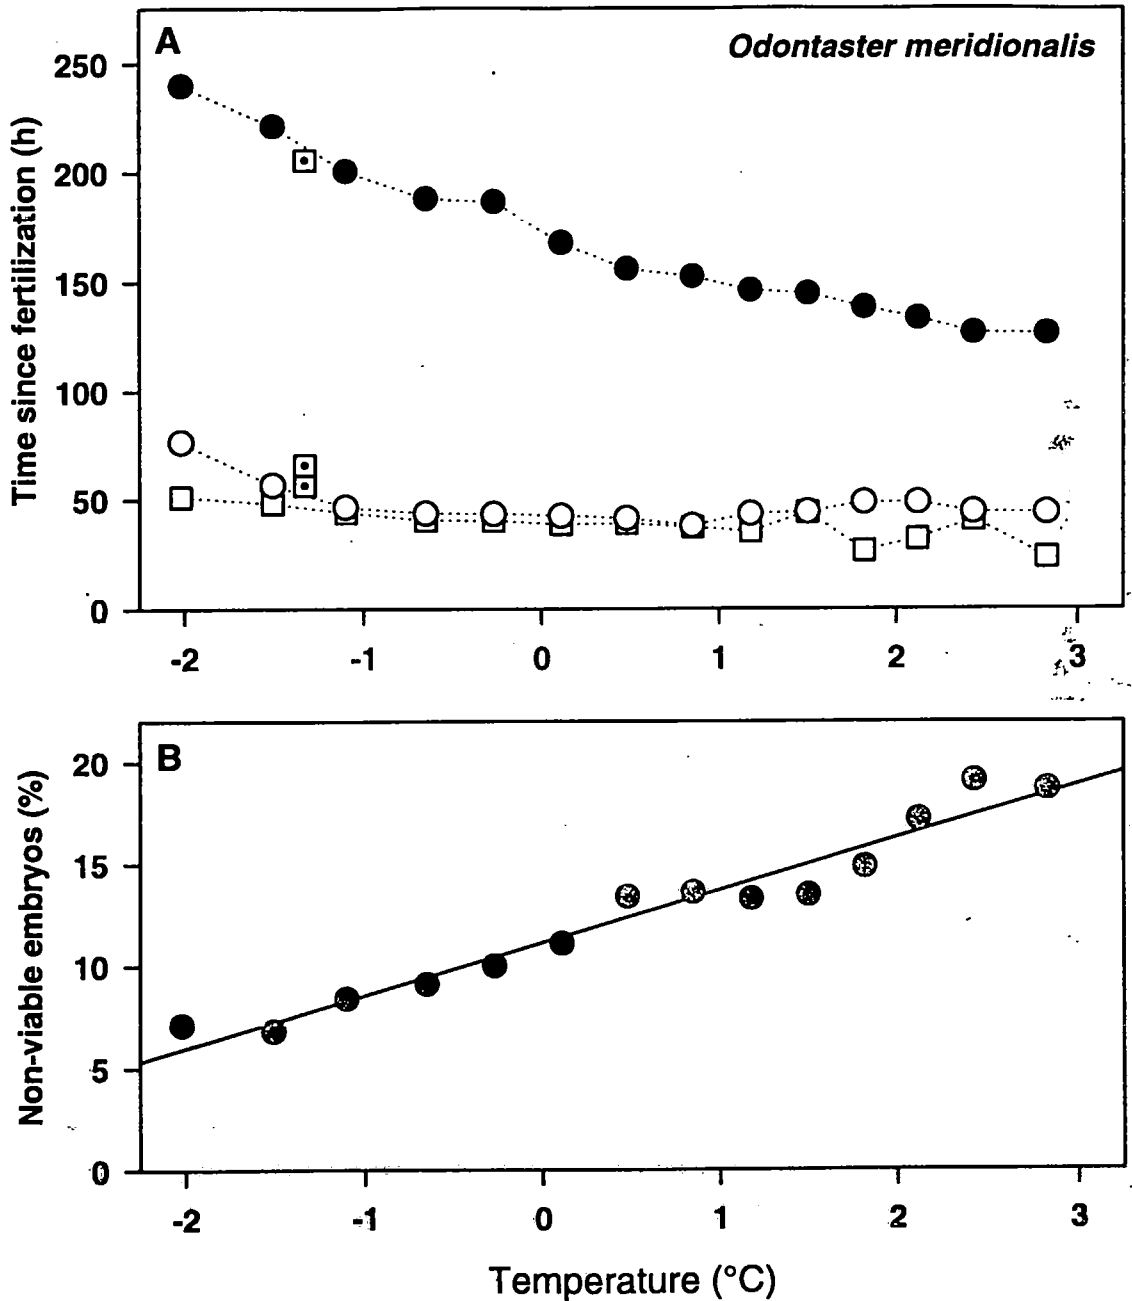 A
Odontaster meridionalis
Time since fertilization (h)
250
200
150
100
50
0
-2 -1 0 1 2 3
B
Non-viable embryos (%)
20
15
10
5
0
-2 -1 0 1 2 3
Temperature (°C)